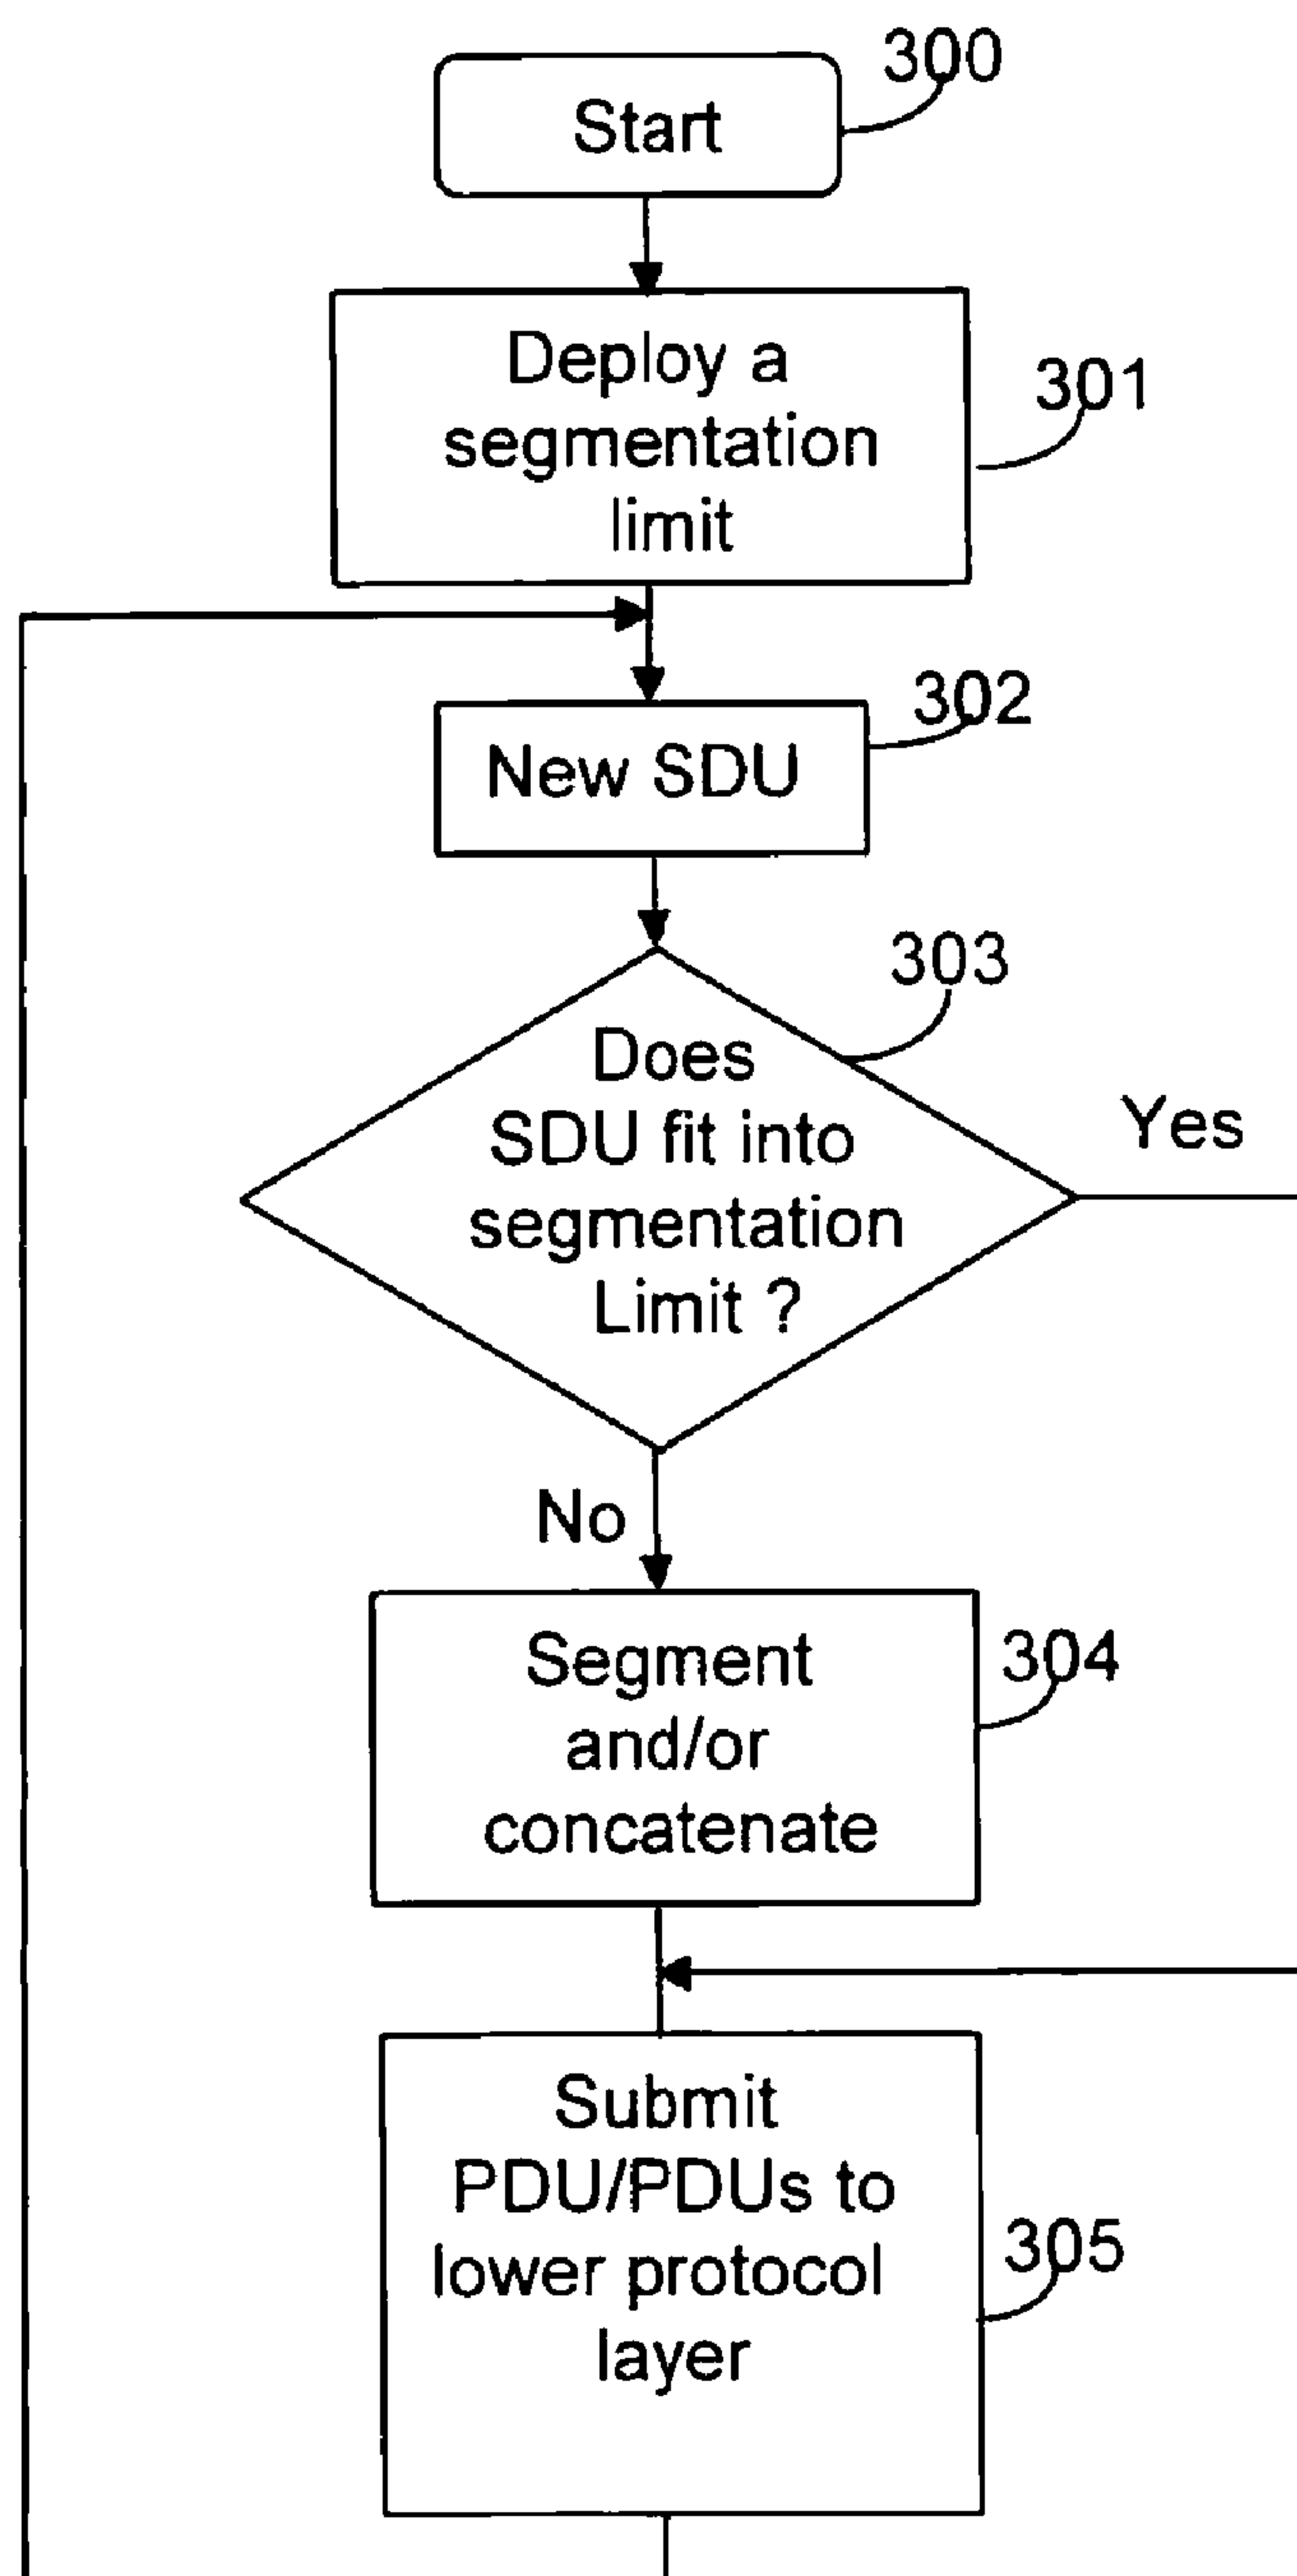 300
Start
Deploy a
segmentation
limit
301
302
New SDU
303
Does
SDU fit into
segmentation
Limit ?
Yes
No
Segment
and/or
concatenate
304
Submit
PDU/PDUs to
lower protocol
layer
305